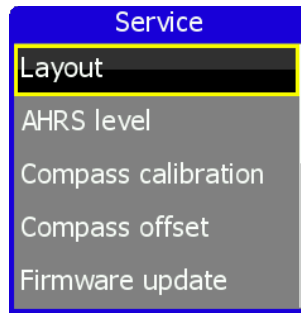 Service
Layout
AHRS level
Compass calibration
Compass offset
Firmware update